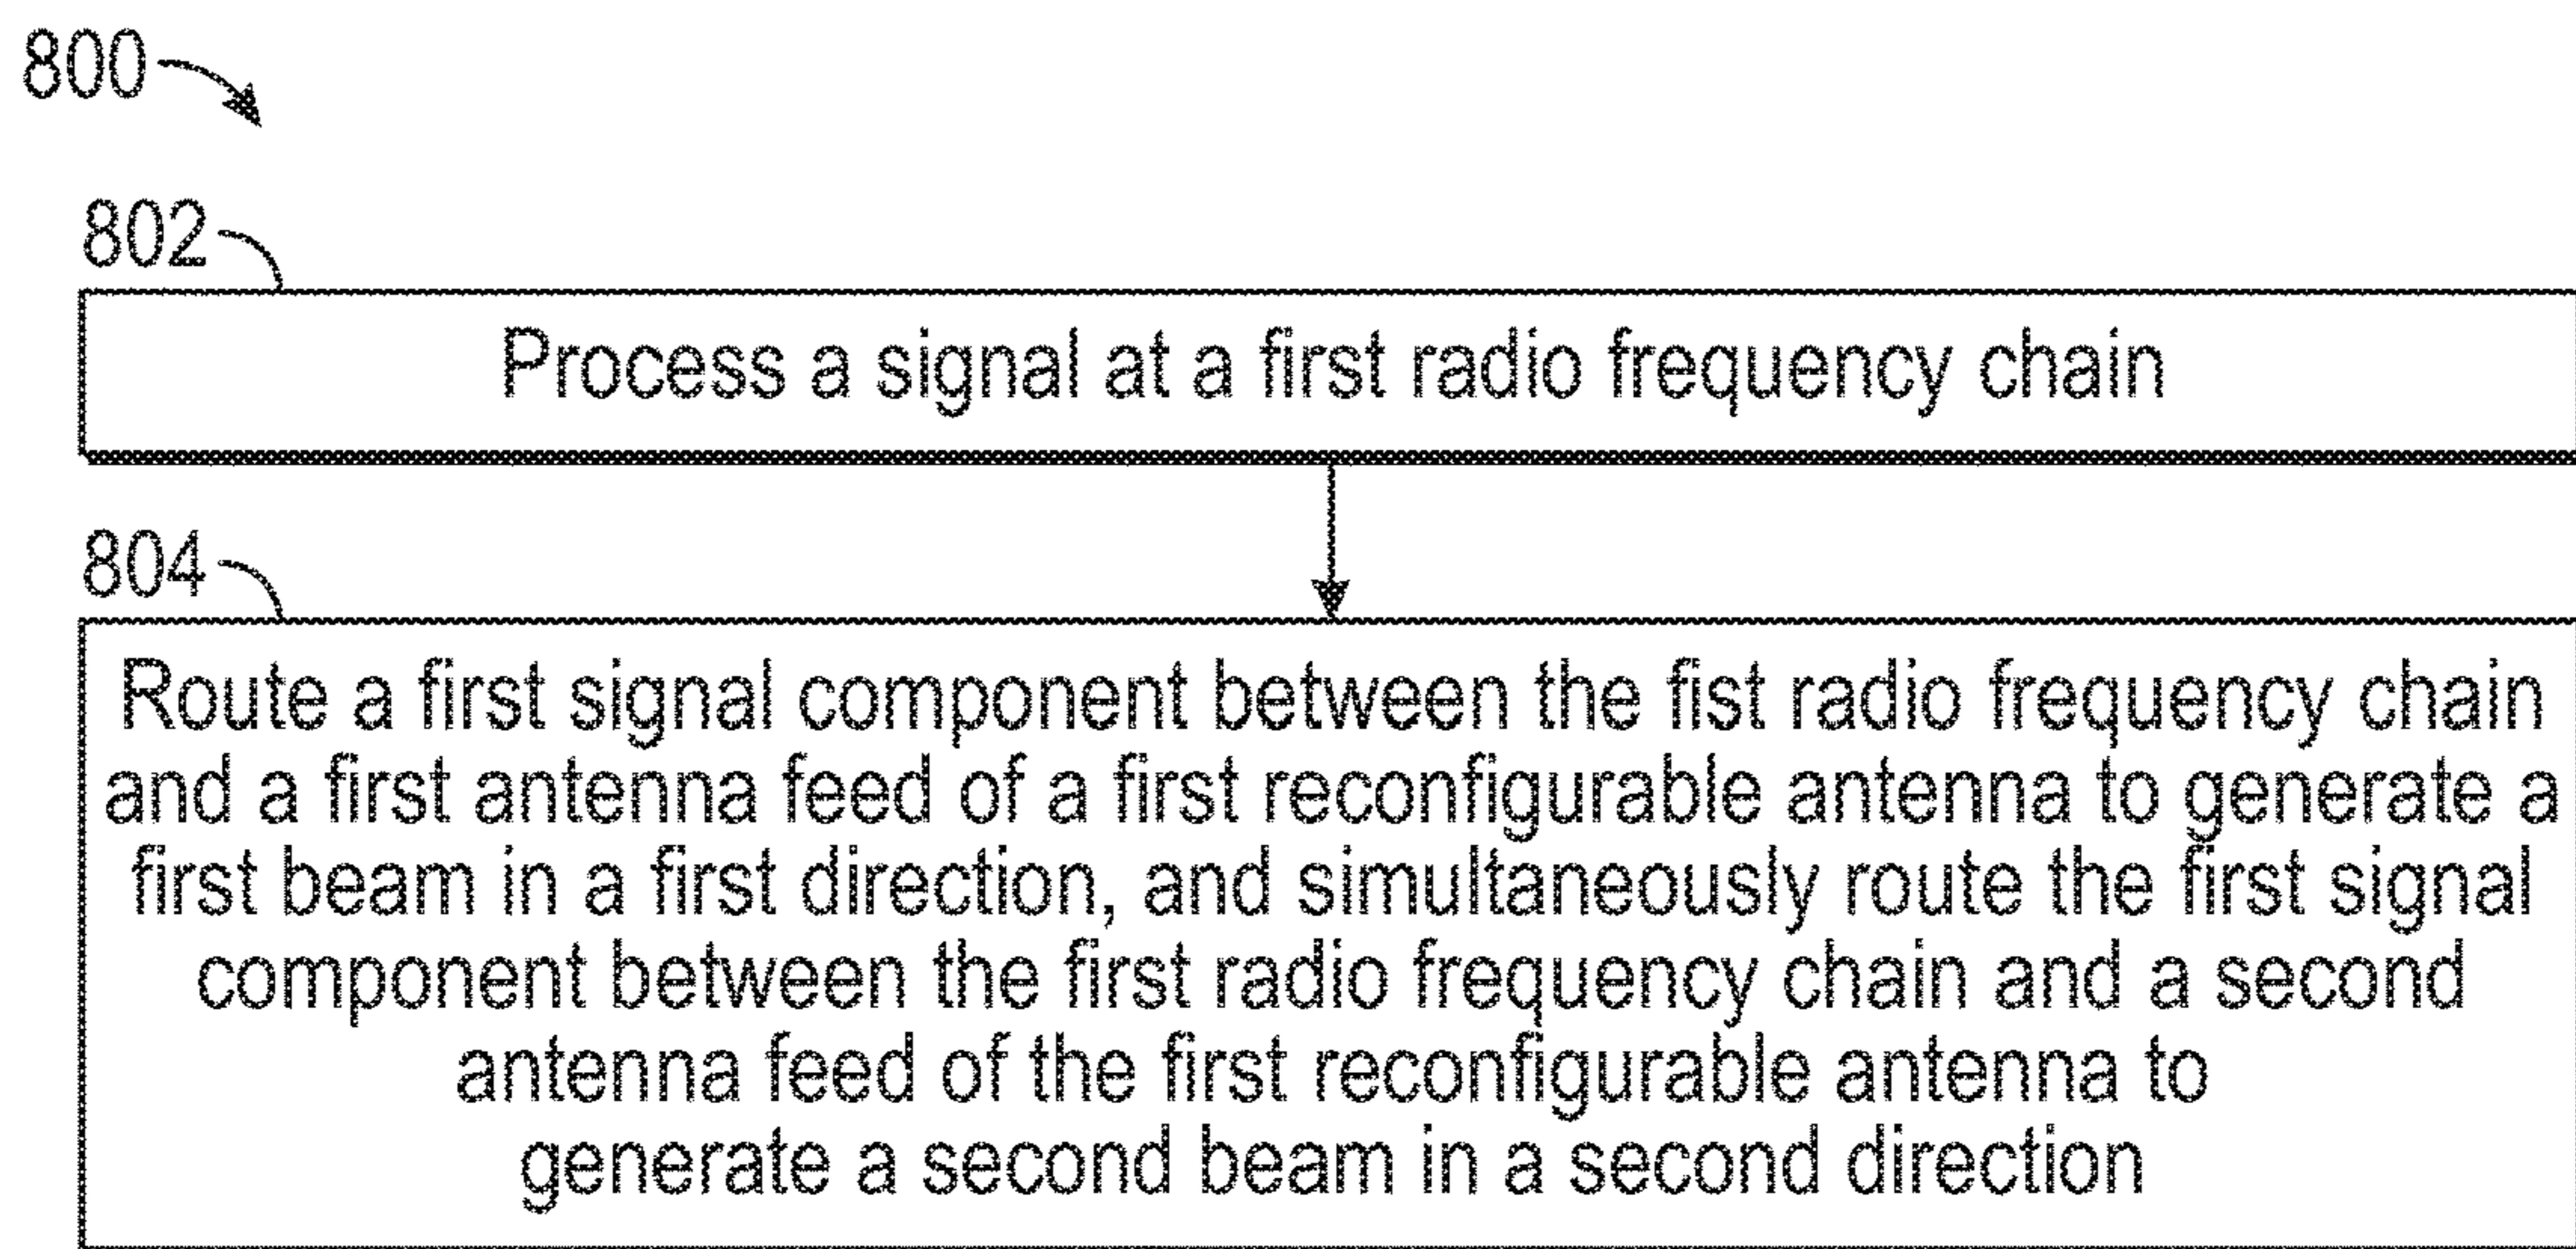 800
802
Process a signal at a first radio frequency chain
804
Route a first signal component between the fist radio frequency chain
and a first antenna feed of a first reconfigurable antenna to generate a
first beam in a first direction, and simultaneously route the first signal
component between the first radio frequency chain and a second
antenna feed of the first reconfigurable antenna to
generate a second beam in a second direction